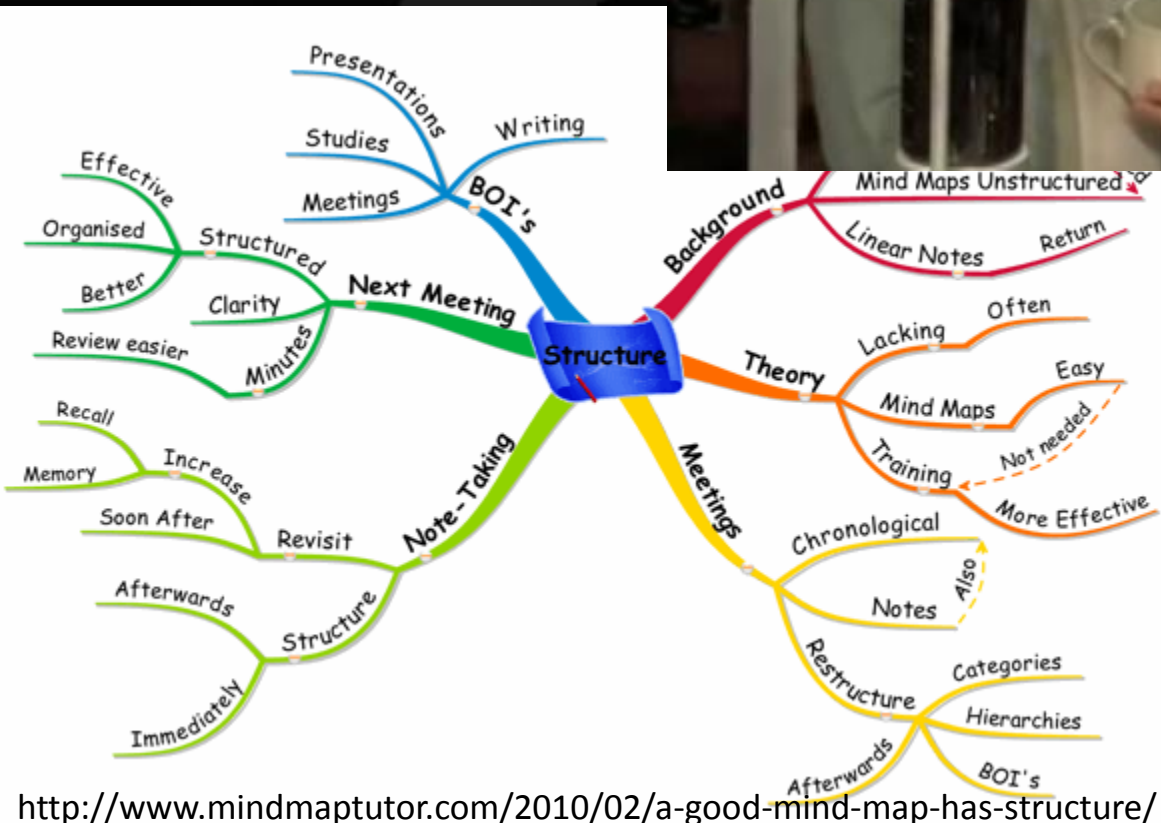 Structure
BOI's
Presentations
Studies
Meetings
Writing
Next Meeting
Structured
Effective
Organised
Better
Clarity
Minutes
Review easier
Note-Taking
Revisit
Increase
Recall
Memory
Soon After
Structure
Afterwards
Immediately
Background
Mind Maps Unstructured
Linear Notes
Return
Theory
Lacking
Often
Mind Maps
Easy
Not needed
Training
More Effective
Meetings
Chronological
Also
Notes
Restructure
Categories
Hierarchies
BOI's
Afterwards
http://www.mindmaptutor.com/2010/02/a-good-mind-map-has-structure/